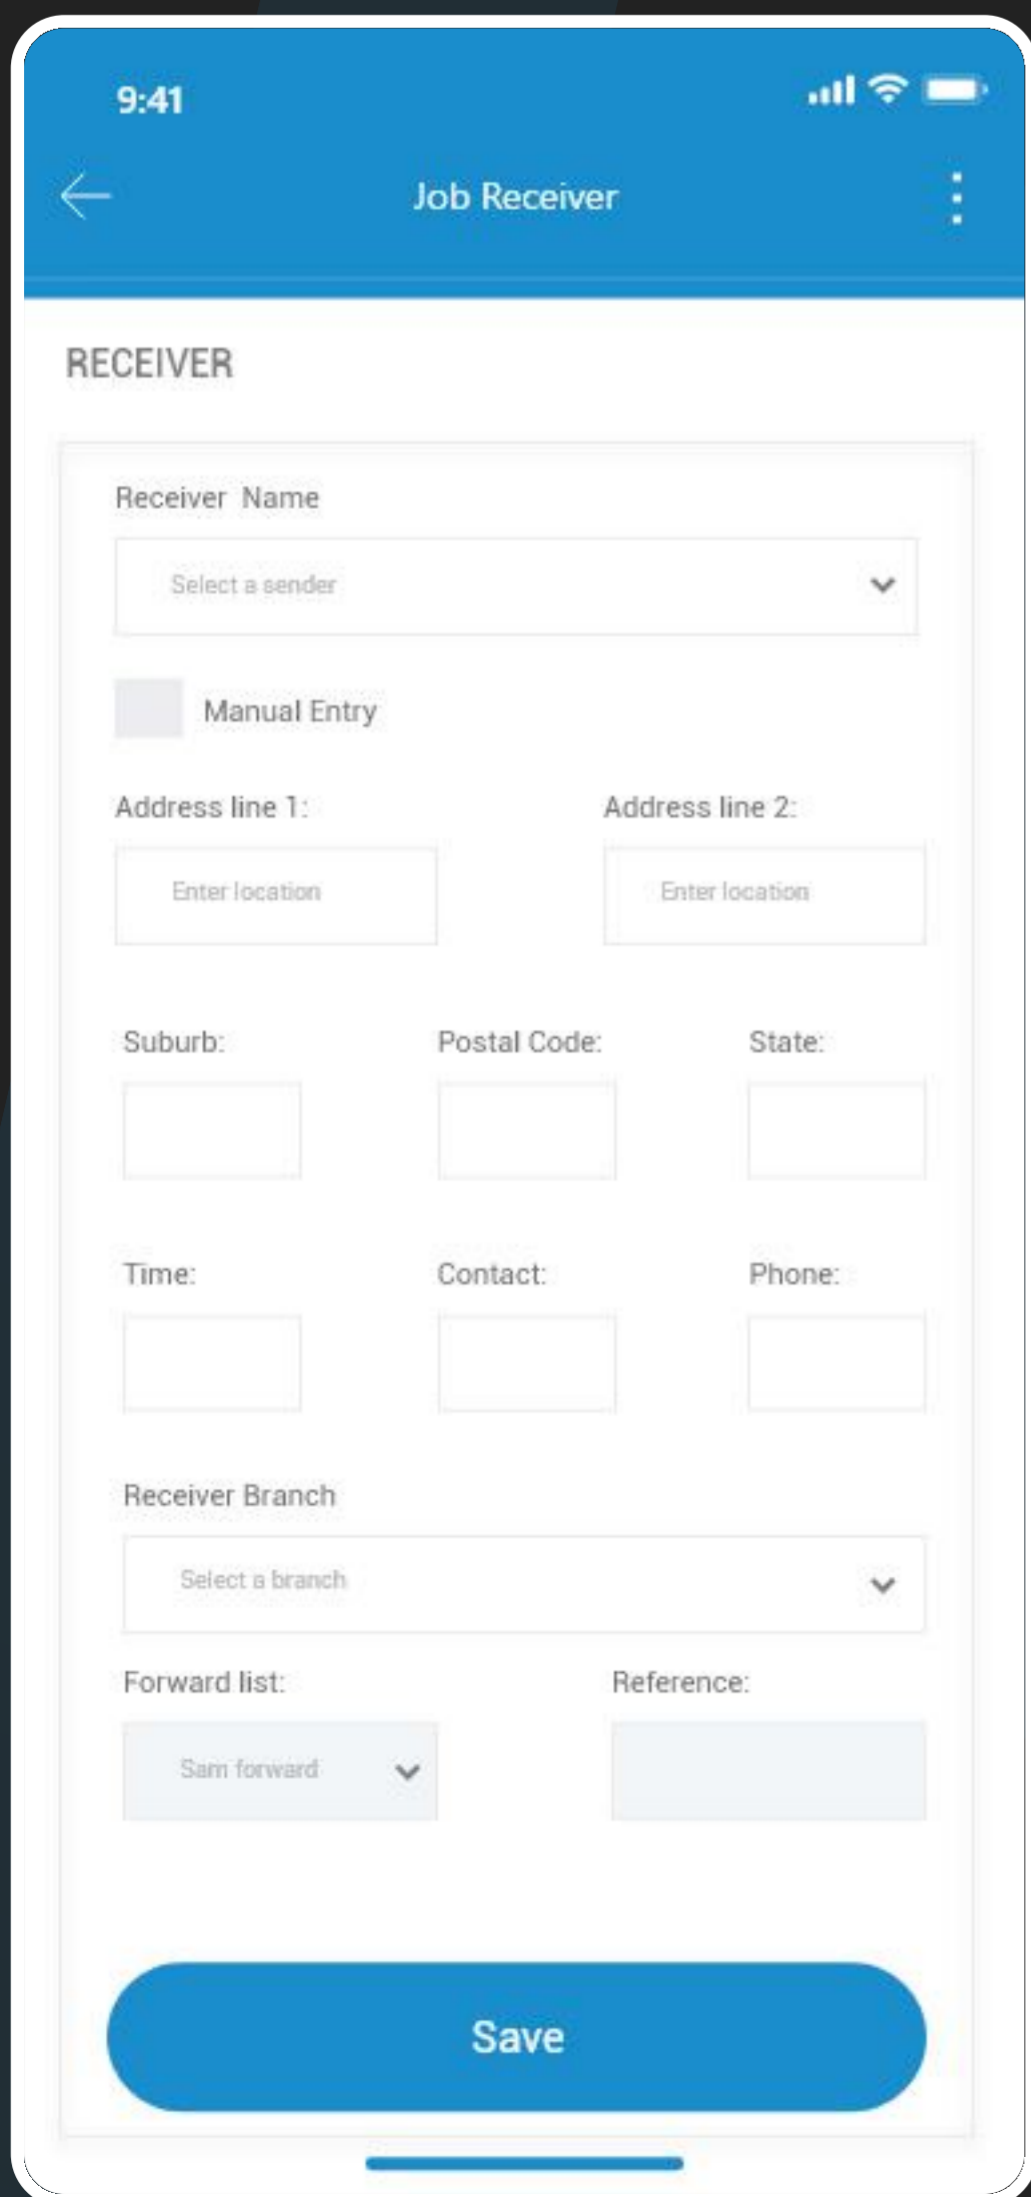 9:41
Job Receiver
RECEIVER
Receiver Name
Select a sender
Manual Entry
Address line 1: Address line 2:
Enter location Enter location
Suburb: Postal Code: State:
Time: Contact: Phone:
Receiver Branch
Select a branch
Forward list: Reference:
Sam forward
Save